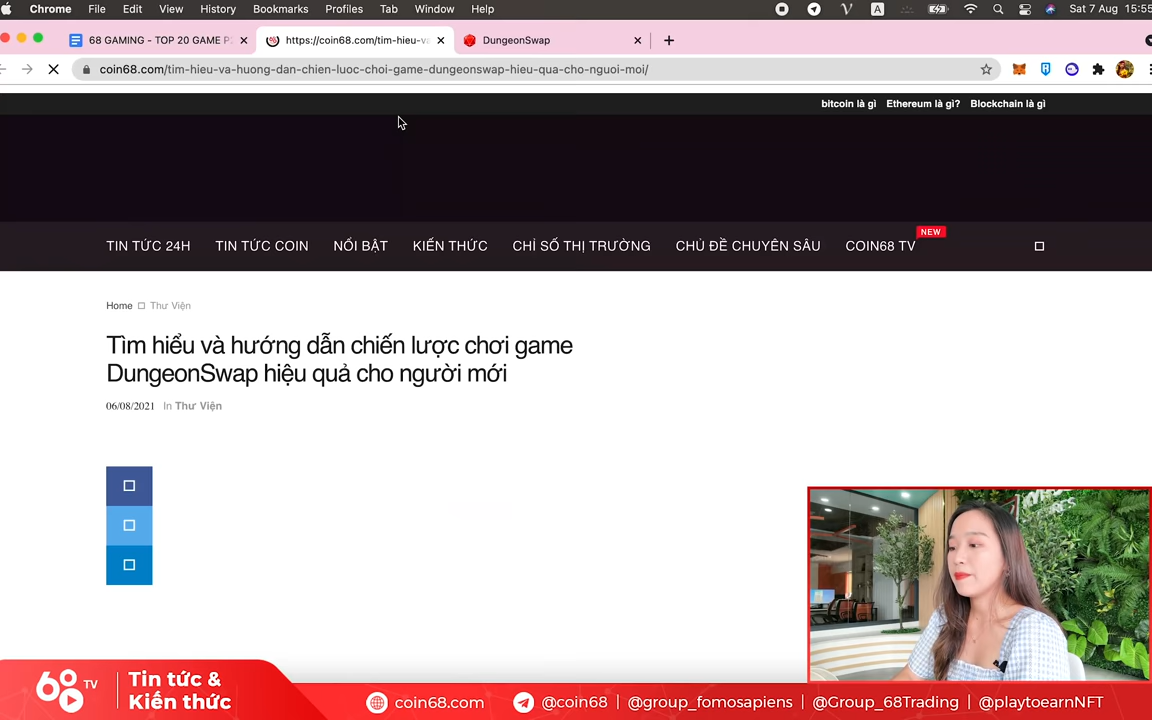 Chrome File Edit View History Bookmarks Profiles Tab Window Help
Sat 7 Aug 15:55
68 GAMING - TOP 20 GAME P2
https://coin68.com/tim-hieu-va
DungeonSwap
coin68.com/tim-hieu-va-huong-dan-chien-luoc-choi-game-dungeonswap-hieu-qua-cho-nguoi-moi/
bitcoin là gì Ethereum là gì? Blockchain là gì
TIN TỨC 24H TIN TỨC COIN NỔI BẬT KIẾN THỨC CHỈ SỐ THỊ TRƯỜNG CHỦ ĐỀ CHUYÊN SÂU COIN68 TV NEW
Home Thư Viện
Tìm hiểu và hướng dẫn chiến lược chơi game
DungeonSwap hiệu quả cho người mới
06/08/2021 In Thư Viện
68 TV
Tin tức &
Kiến thức
coin68.com @coin68 | @group_fomosapiens | @Group_68Trading | @playtoearnNFT